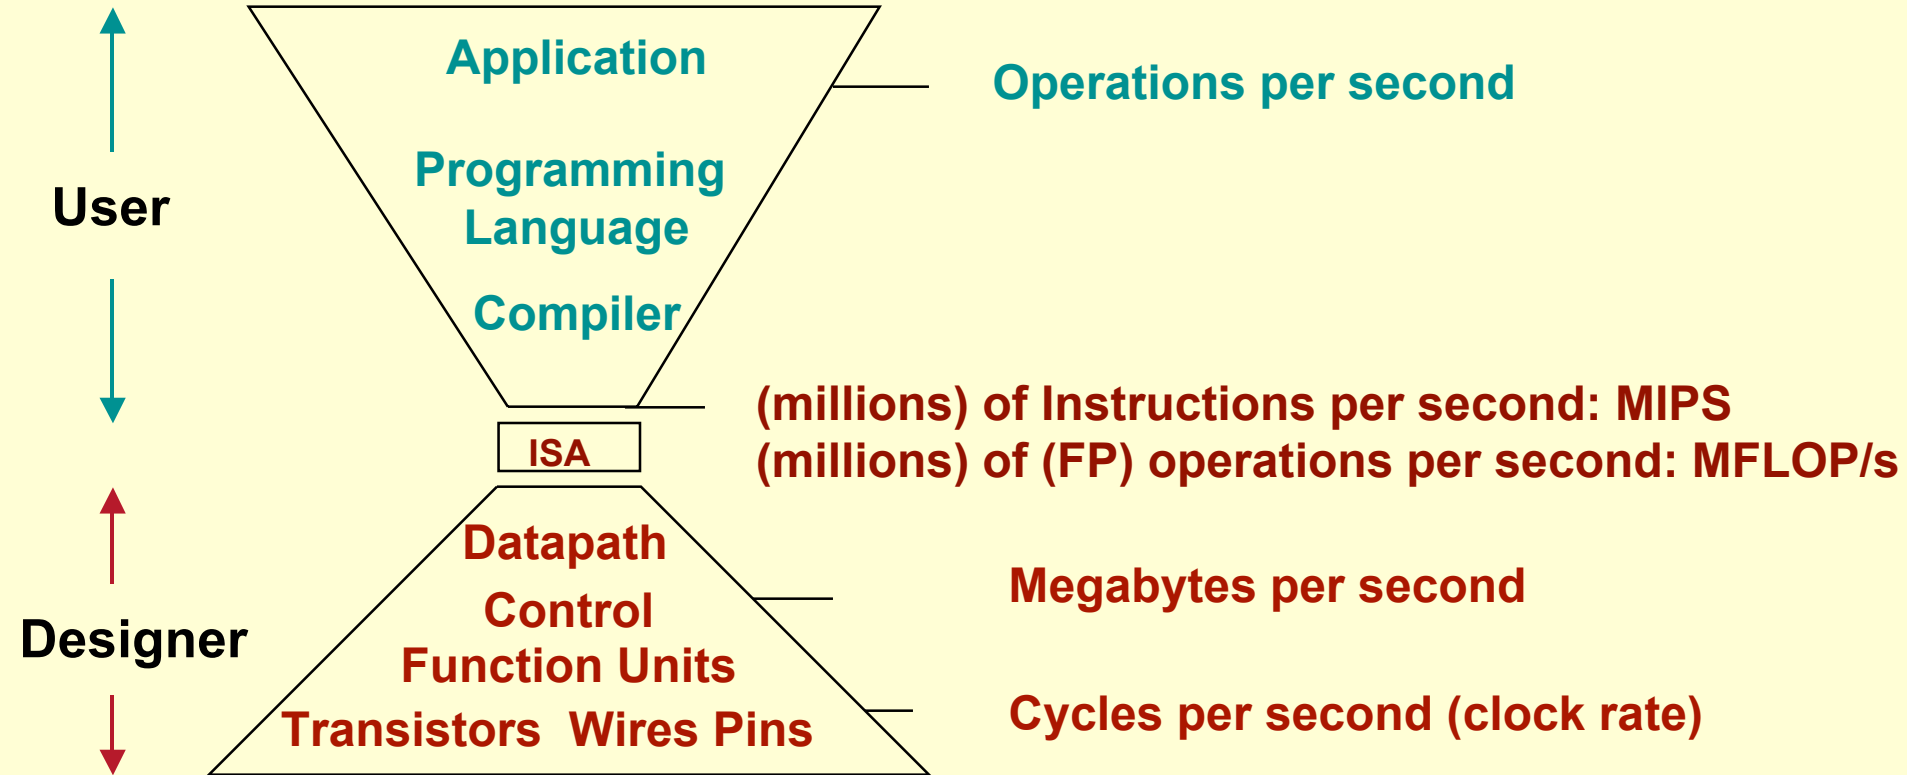 Application
Operations per second
Programming
Language
User
Compiler
(millions) of Instructions per second: MIPS
ISA
(millions) of (FP) operations per second: MFLOP/s
Datapath
Megabytes per second
Control
Designer
Function Units
Transistors Wires Pins
Cycles per second (clock rate)